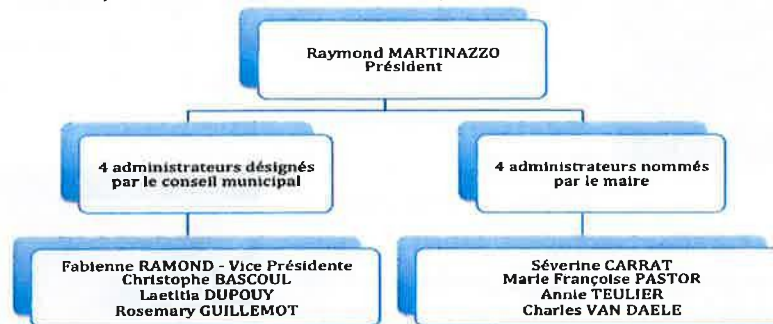 Raymond MARTINAZZO
Président
4 administrateurs désignés
par le conseil municipal
4 administrateurs nommés
par le maire
Fabienne RAMOND - Vice Présidente
Christophe BASCOUL
Laetitia DUPOUY
Rosemary GUILLEMOT
Séverine CARRAT
Marie Françoise PASTOR
Annie TEULIER
Charles VAN DAELE